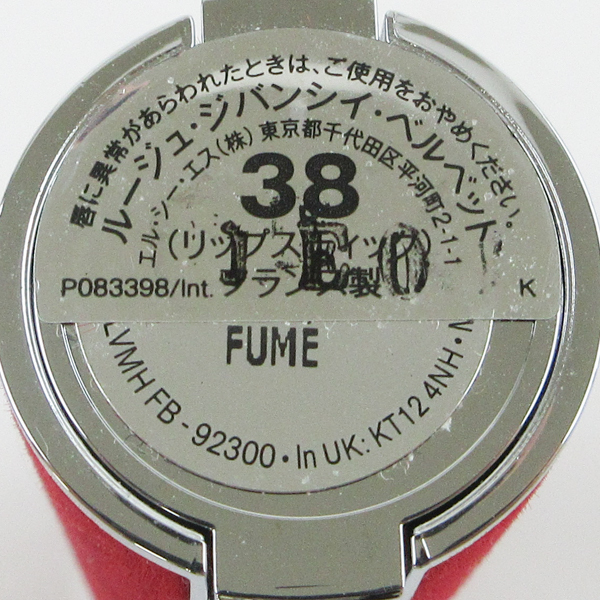 唇に異常があらわれたときは、ご使用をおやめください。
ルージュ・ジバンシイ・ベルベット
エル・シー・エス(株) 東京都千代田区平河町2-1-1
38
(リップスティック)
P083398/Int. フランス製 K
FUMÉ
LVMH FB - 92300 • In UK: KT12 4NH •